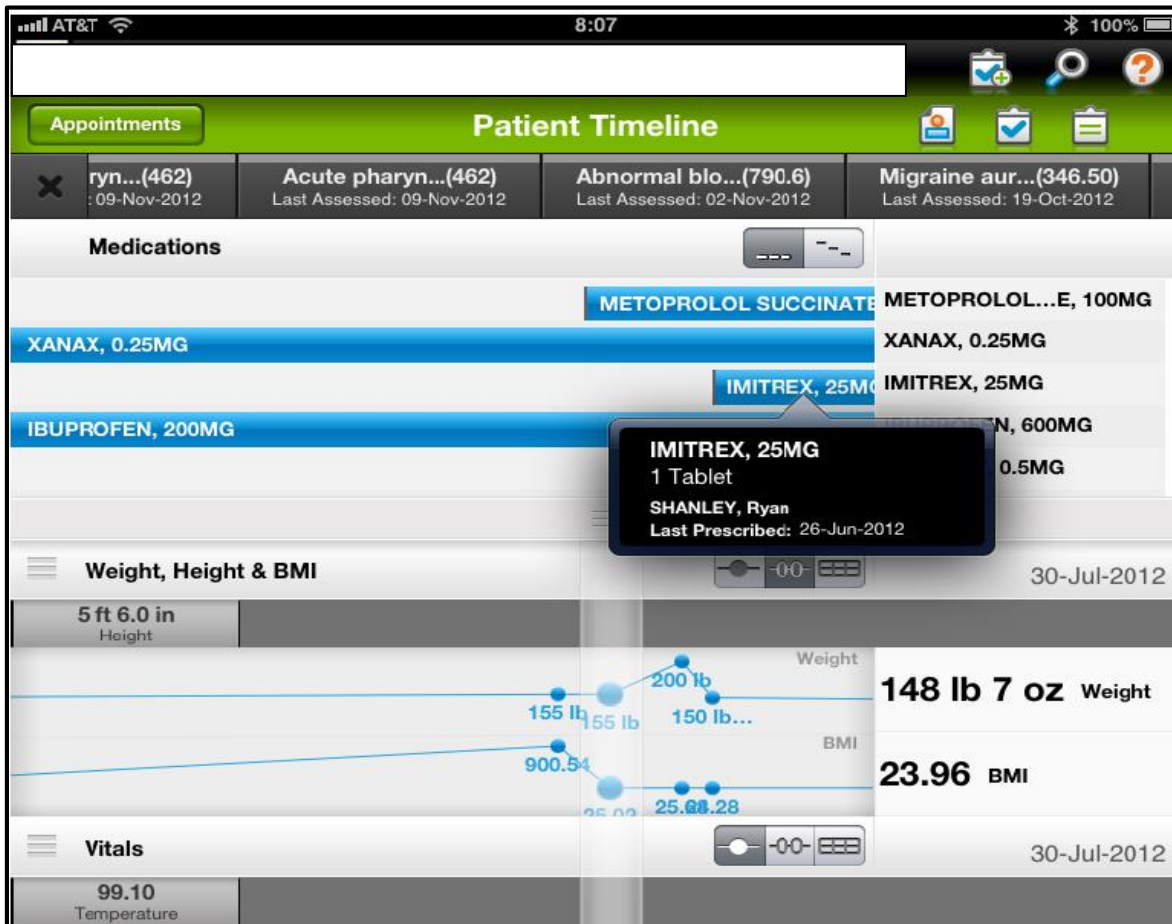 AT&T 8:07 100%
Appointments Patient Timeline
ryn...(462) Acute pharyn...(462) Abnormal blo...(790.6) Migraine aur...(346.50)
: 09-Nov-2012 Last Assessed: 09-Nov-2012 Last Assessed: 02-Nov-2012 Last Assessed: 19-Oct-2012
Medications
METOPROLOL SUCCINATE METOPROLOL...E, 100MG
XANAX, 0.25MG XANAX, 0.25MG
IMITREX, 25MG IMITREX, 25MG
IBUPROFEN, 200MG IBUPROFEN, 600MG
0.5MG
IMITREX, 25MG
1 Tablet
SHANLEY, Ryan
Last Prescribed: 26-Jun-2012
Weight, Height & BMI 30-Jul-2012
5 ft 6.0 in
Height
Weight
200 lb
155 lb 155 lb 150 lb...
148 lb 7 oz Weight
BMI
900.54
25.02
23.96 BMI
Vitals 30-Jul-2012
99.10
Temperature